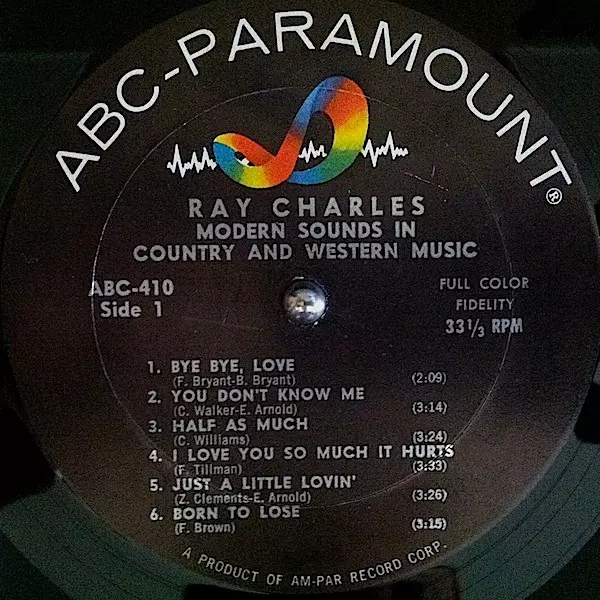 ABC-PARAMOUNT®
RAY CHARLES
MODERN SOUNDS IN
COUNTRY AND WESTERN MUSIC
ABC-410
Side 1
FULL COLOR
FIDELITY
33 1/3 RPM
1. BYE BYE, LOVE
(F. Bryant-B. Bryant) (2:09)
2. YOU DON'T KNOW ME
(C. Walker-E. Arnold) (3:14)
3. HALF AS MUCH
(C. Williams) (3:24)
4. I LOVE YOU SO MUCH IT HURTS
(F. Tillman) (3:33)
5. JUST A LITTLE LOVIN'
(Z. Clements-E. Arnold) (3:26)
6. BORN TO LOSE
(F. Brown) (3:15)
A PRODUCT OF AM-PAR RECORD CORP.